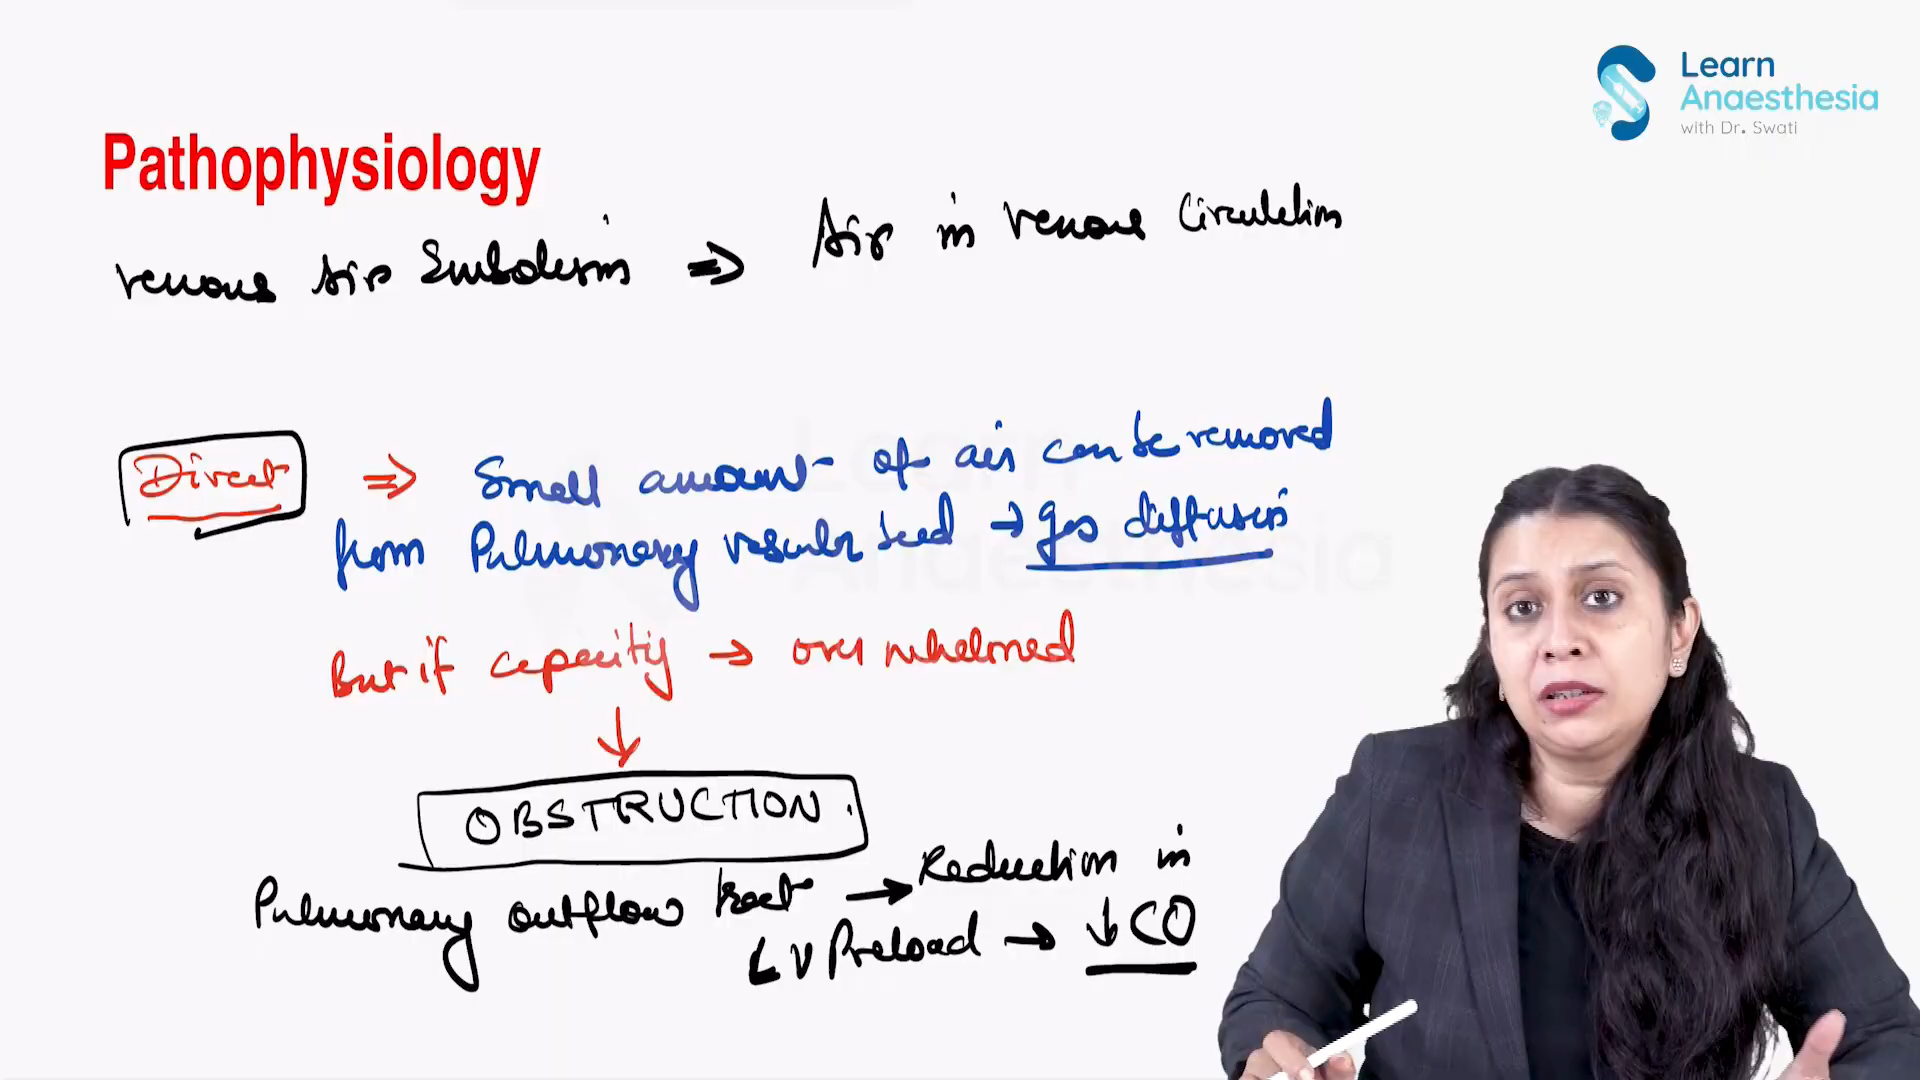 Learn
Anaesthesia
with Dr. Swati
Pathophysiology
Venous Air Embolism ⇒ Air in venous Circulation
Direct ⇒ Small amount of air can be removed
from Pulmonary vascular bed → gas diffusion
But if capacity → overwhelmed
↓
OBSTRUCTION
Pulmonary outflow tract → Reduction in
LV Preload → ↓ CO
Learn
Anaesthesia